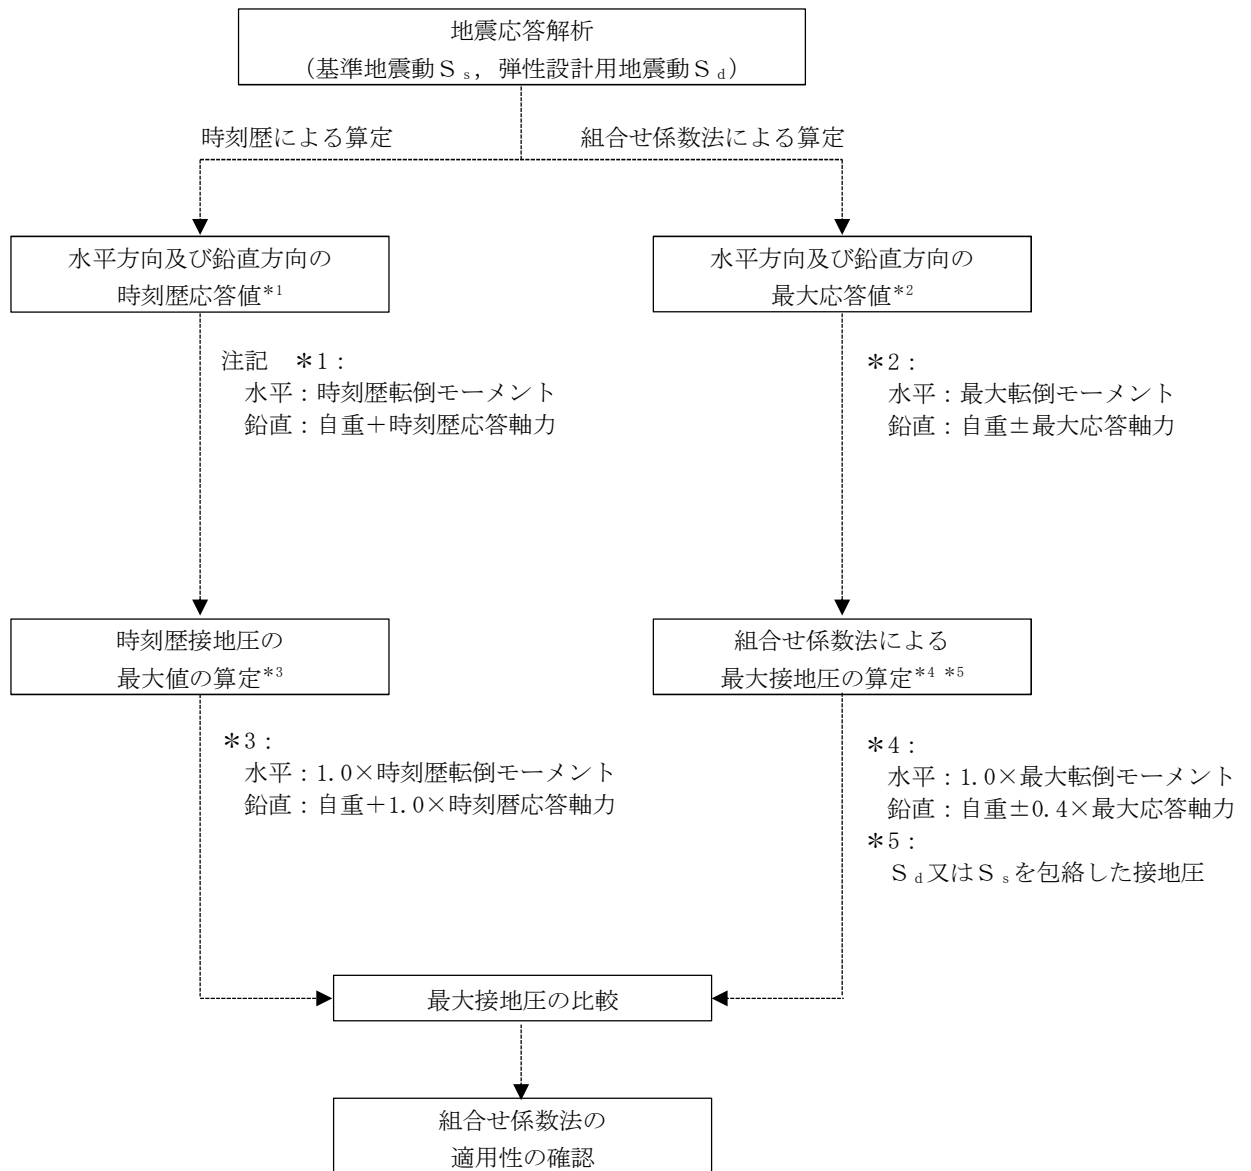 地震応答解析
（基準地震動Ｓｓ，弾性設計用地震動Ｓｄ）
時刻歴による算定
組合せ係数法による算定
水平方向及び鉛直方向の
時刻歴応答値*1
水平方向及び鉛直方向の
最大応答値*2
注記　＊1：
水平：時刻歴転倒モーメント
鉛直：自重＋時刻歴応答軸力
＊2：
水平：最大転倒モーメント
鉛直：自重±最大応答軸力
時刻歴接地圧の
最大値の算定*3
組合せ係数法による
最大接地圧の算定*4 *5
＊3：
水平：1.0×時刻歴転倒モーメント
鉛直：自重＋1.0×時刻暦応答軸力
＊4：
水平：1.0×最大転倒モーメント
鉛直：自重±0.4×最大応答軸力
＊5：
Ｓｄ又はＳｓを包絡した接地圧
最大接地圧の比較
組合せ係数法の
適用性の確認